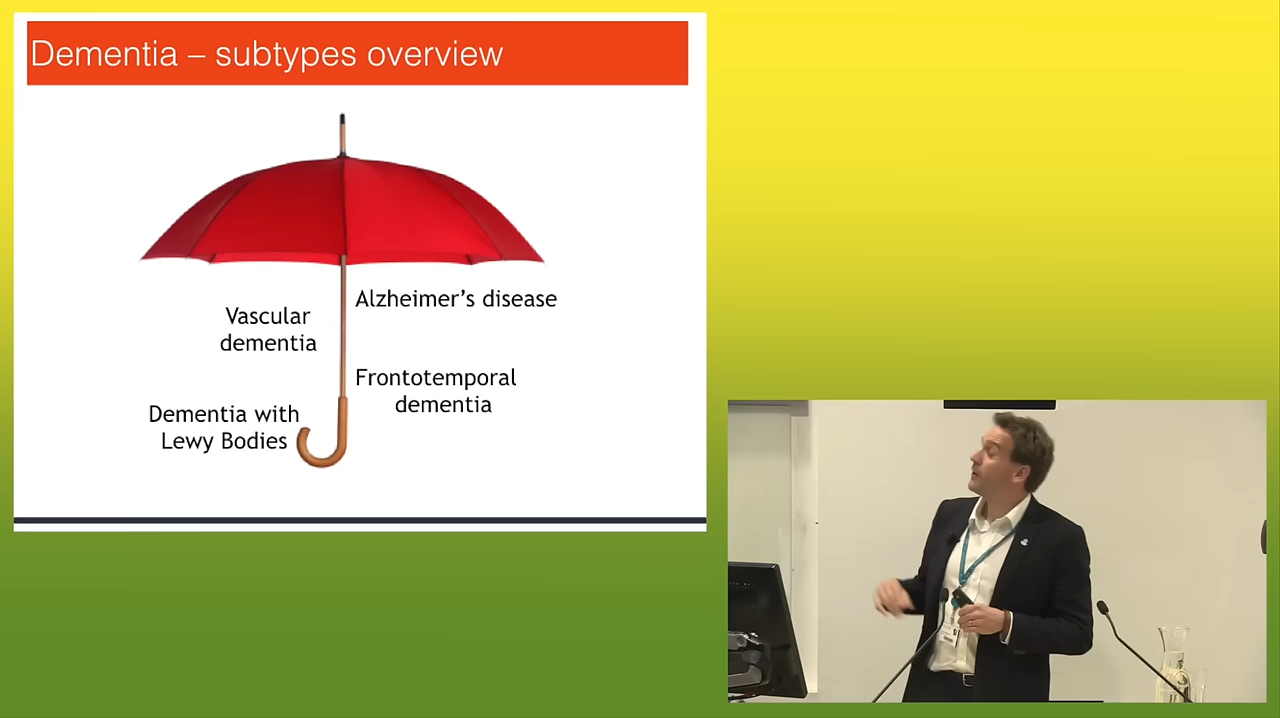 Dementia – subtypes overview
Alzheimer’s disease
Vascular
dementia
Frontotemporal
dementia
Dementia with
Lewy Bodies